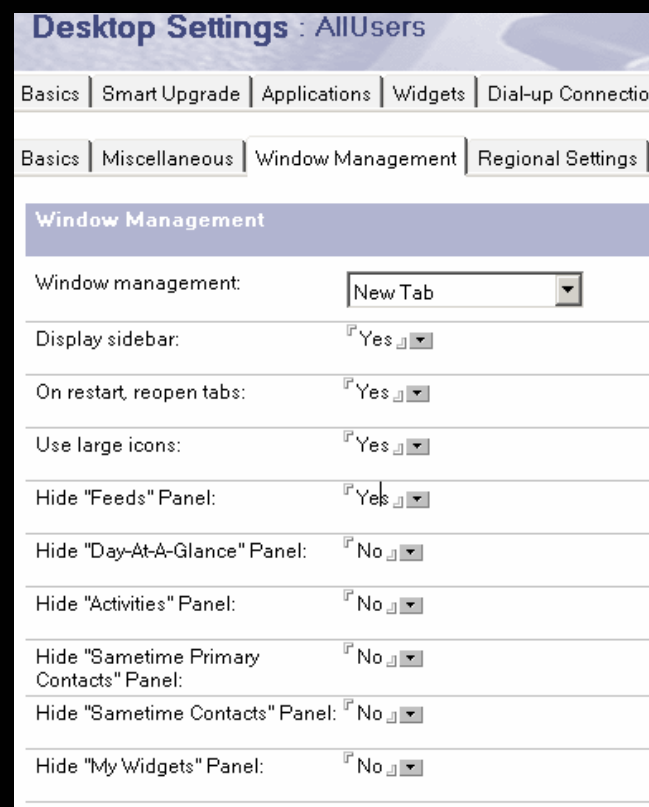 Desktop Settings : AllUsers
Basics Smart Upgrade Applications Widgets Dial-up Connectio
Basics Miscellaneous Window Management Regional Settings
Window Management
Window management: New Tab
Display sidebar: Yes
On restart, reopen tabs: Yes
Use large icons: Yes
Hide "Feeds" Panel: Yes
Hide "Day-At-A-Glance" Panel: No
Hide "Activities" Panel: No
Hide "Sametime Primary No
Contacts" Panel:
Hide "Sametime Contacts" Panel: No
Hide "My Widgets" Panel: No